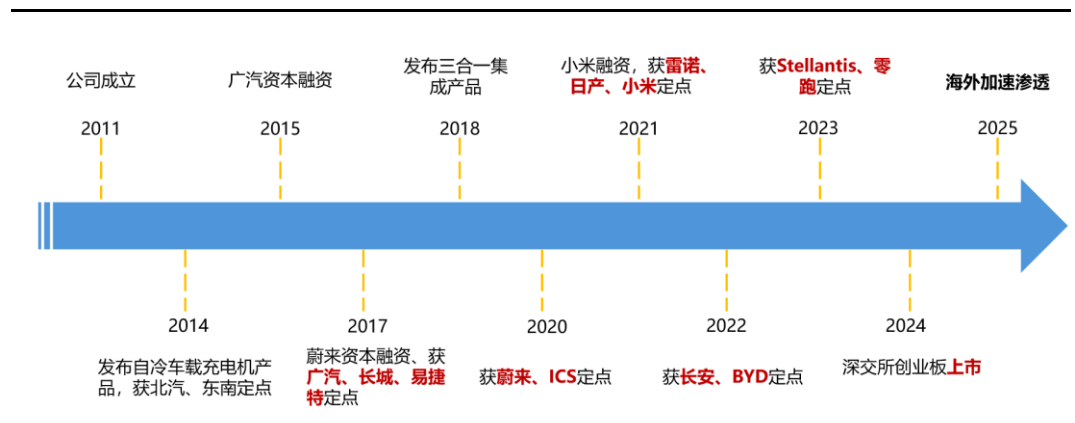 公司成立
2011
广汽资本融资
2015
发布三合一集
成产品
2018
小米融资，获雷诺、
日产、小米定点
2021
获Stellantis、零
跑定点
2023
海外加速渗透
2025
2014
发布自冷车载充电机产
品，获北汽、东南定点
2017
蔚来资本融资、获
广汽、长城、易捷
特定点
2020
获蔚来、ICS定点
2022
获长安、BYD定点
2024
深交所创业板上市